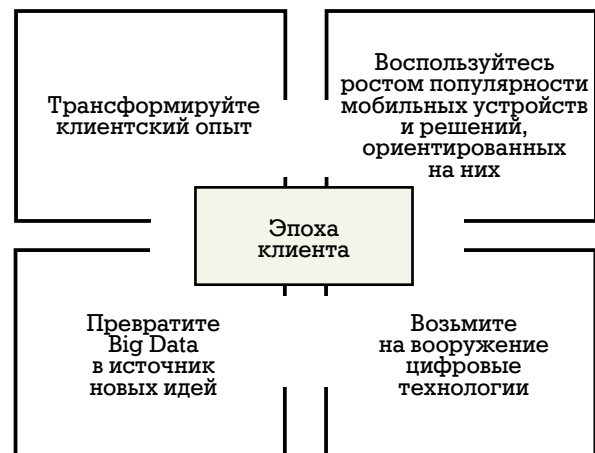 Трансформируйте
клиентский опыт
Воспользуйтесь
ростом популярности
мобильных устройств
и решений,
ориентированных
на них
Эпоха
клиента
Превратите
Big Data
в источник
новых идей
Возьмите
на вооружение
цифровые
технологии